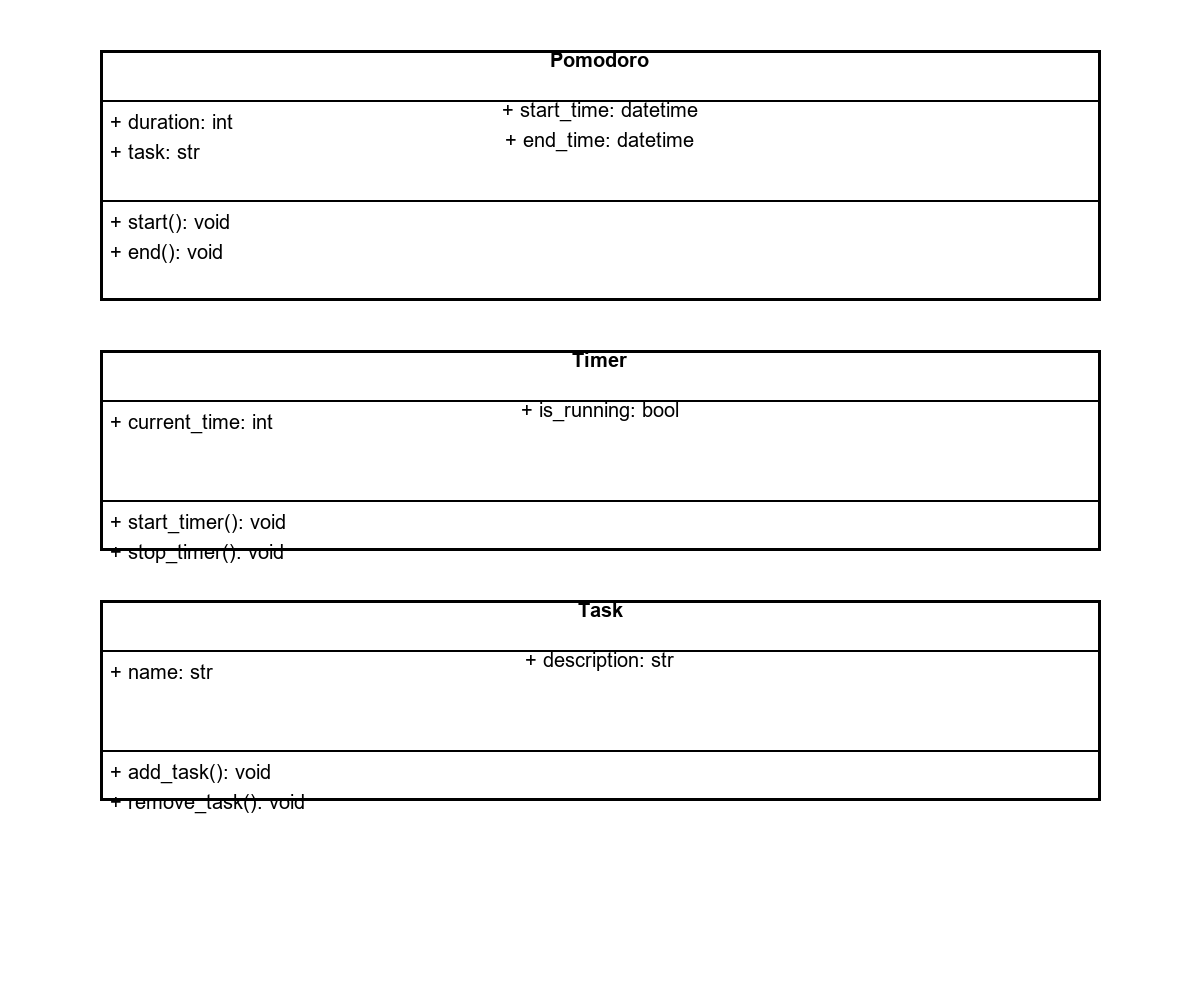 Pomodoro
+ start_time: datetime
+ duration: int
+ end_time: datetime
+ task: str
+ start(): void
+ end(): void
Timer
+ is_running: bool
+ current_time: int
+ start_timer(): void
+ stop_timer(): void
Task
+ description: str
+ name: str
+ add_task(): void
+ remove_task(): void